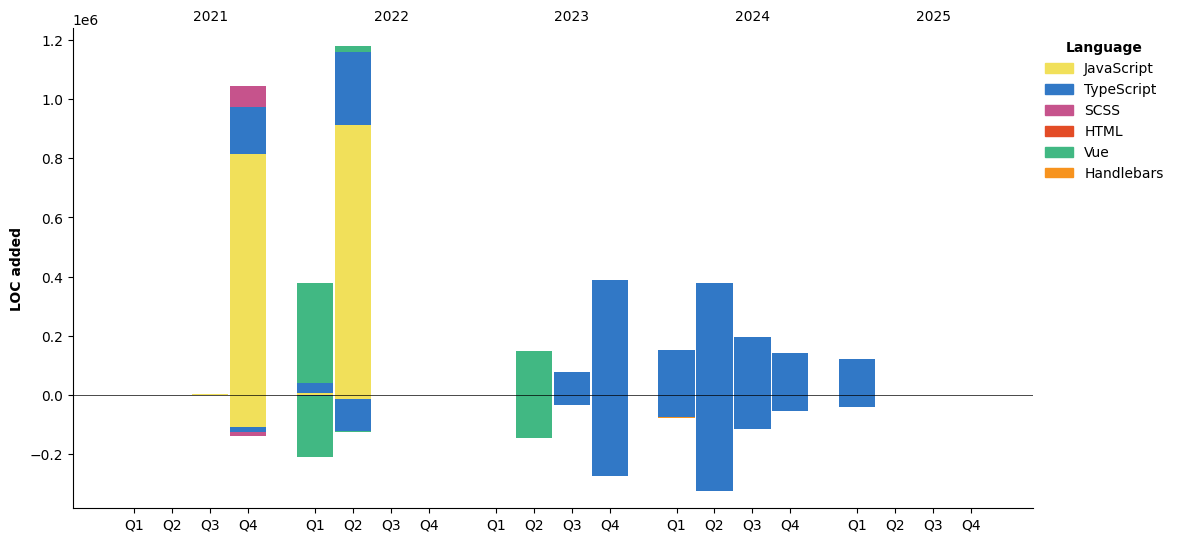 2021 2022 2023 2024 2025
1e6
1.2
1.0
0.8
0.6
0.4
0.2
0.0
−0.2
LOC added
Language
JavaScript
TypeScript
SCSS
HTML
Vue
Handlebars
Q1 Q2 Q3 Q4 Q1 Q2 Q3 Q4 Q1 Q2 Q3 Q4 Q1 Q2 Q3 Q4 Q1 Q2 Q3 Q4